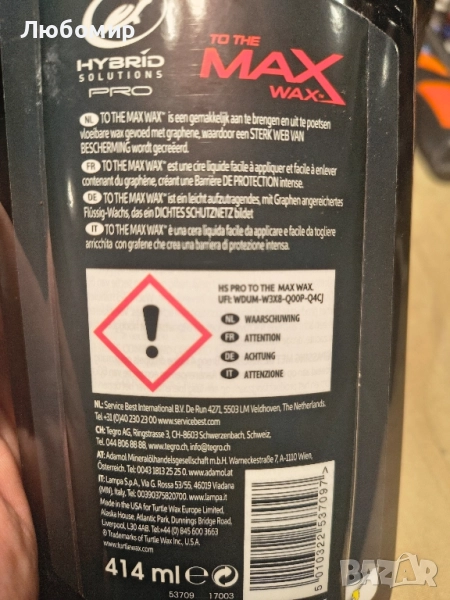 Любомир
HYBRID
SOLUTIONS
PRO
TO THE
MAX
WAX™
NL TO THE MAX WAX™ is een gemakkelijk aan te brengen en uit te poetsen
vloeibare wax gevoed met graphene, waardoor een STERK WEB VAN
BESCHERMING wordt gecreëerd.
FR TO THE MAX WAX™ est une cire liquide facile à appliquer et facile à enlever
contenant du graphène, créant une Barrière DE PROTECTION intense.
DE TO THE MAX WAX™ ist ein leicht aufzutragendes, mit Graphen angereichertes
Flüssig-Wachs, das ein DICHTES SCHUTZNETZ bildet
IT TO THE MAX WAX™ è una cera liquida facile da applicare e facile da togliere
arricchita con grafene che crea una barriera di protezione intensa.
HS PRO TO THE MAX WAX.
UFI: WDUM-W3X8-Q00P-Q4CJ
NL WAARSCHUWING
FR ATTENTION
DE ACHTUNG
IT ATTENZIONE
NL: Service Best International B.V. De Run 4271, 5503 LM Veldhoven, The Netherlands.
Tel +31 (0)40 230 23 00 www.servicebest.com
CH: Tegro AG, Ringstrasse 3, CH-8603 Schwerzenbach, Schweiz,
Tel. 044 806 88 88, www.tegro.ch info@tegro.ch
AT: Adamol Mineralölhandelsgesellschaft m.b.H. Warneckestraße 7, A-1110 Wien,
Österreich. Tel: 0043 1813 25 25 0. www.adamol.at
IT: Lampa S.p.A., Via G. Rossa 53/55, 46019 Viadana
(MN), Italy, Tel: 00390375820700. www.lampa.it
UK: Made for Turtle Wax Europe Limited.
Alaska House, Atlantic Park, Dunnings Bridge Road.
Liverpool, L30 4AB. Tel:+44 (0) 845 600 3663
® Trademarks of Turtle Wax Inc., U.S.A.
www.turtlewax.com
414 ml e
53709 17003
5 010322 537097 >
BAZAR